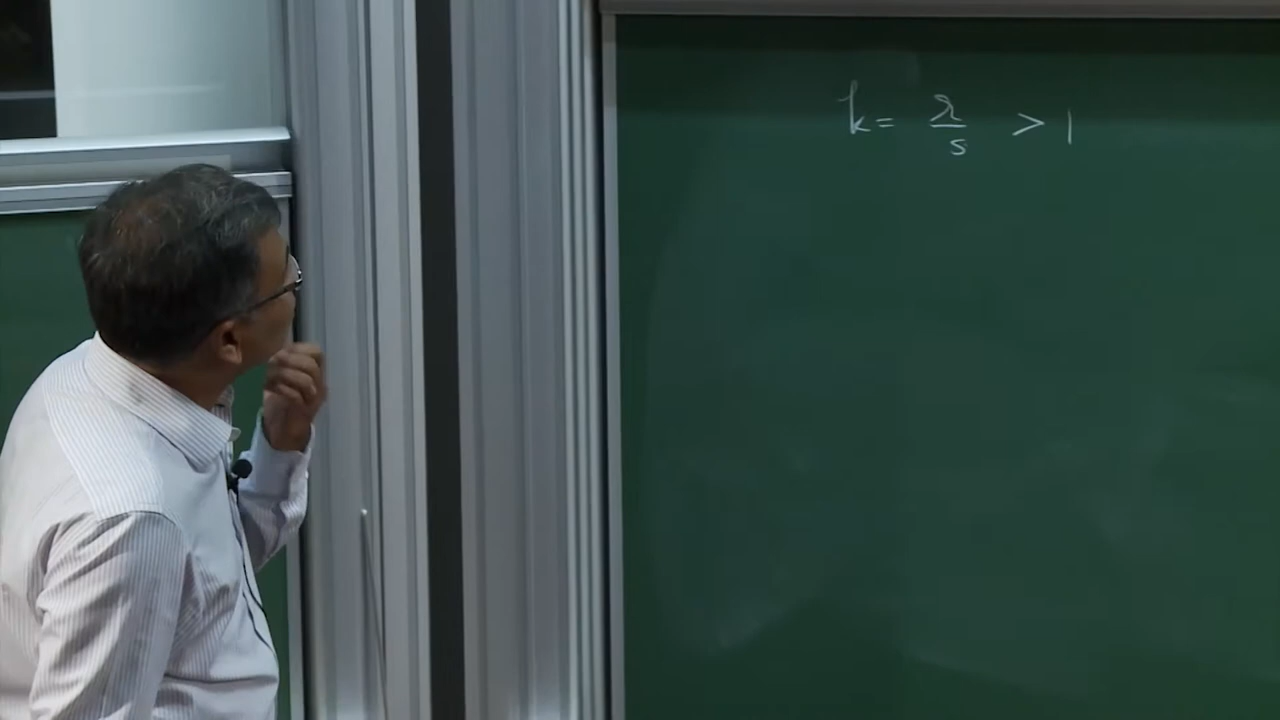 k = r/s > 1